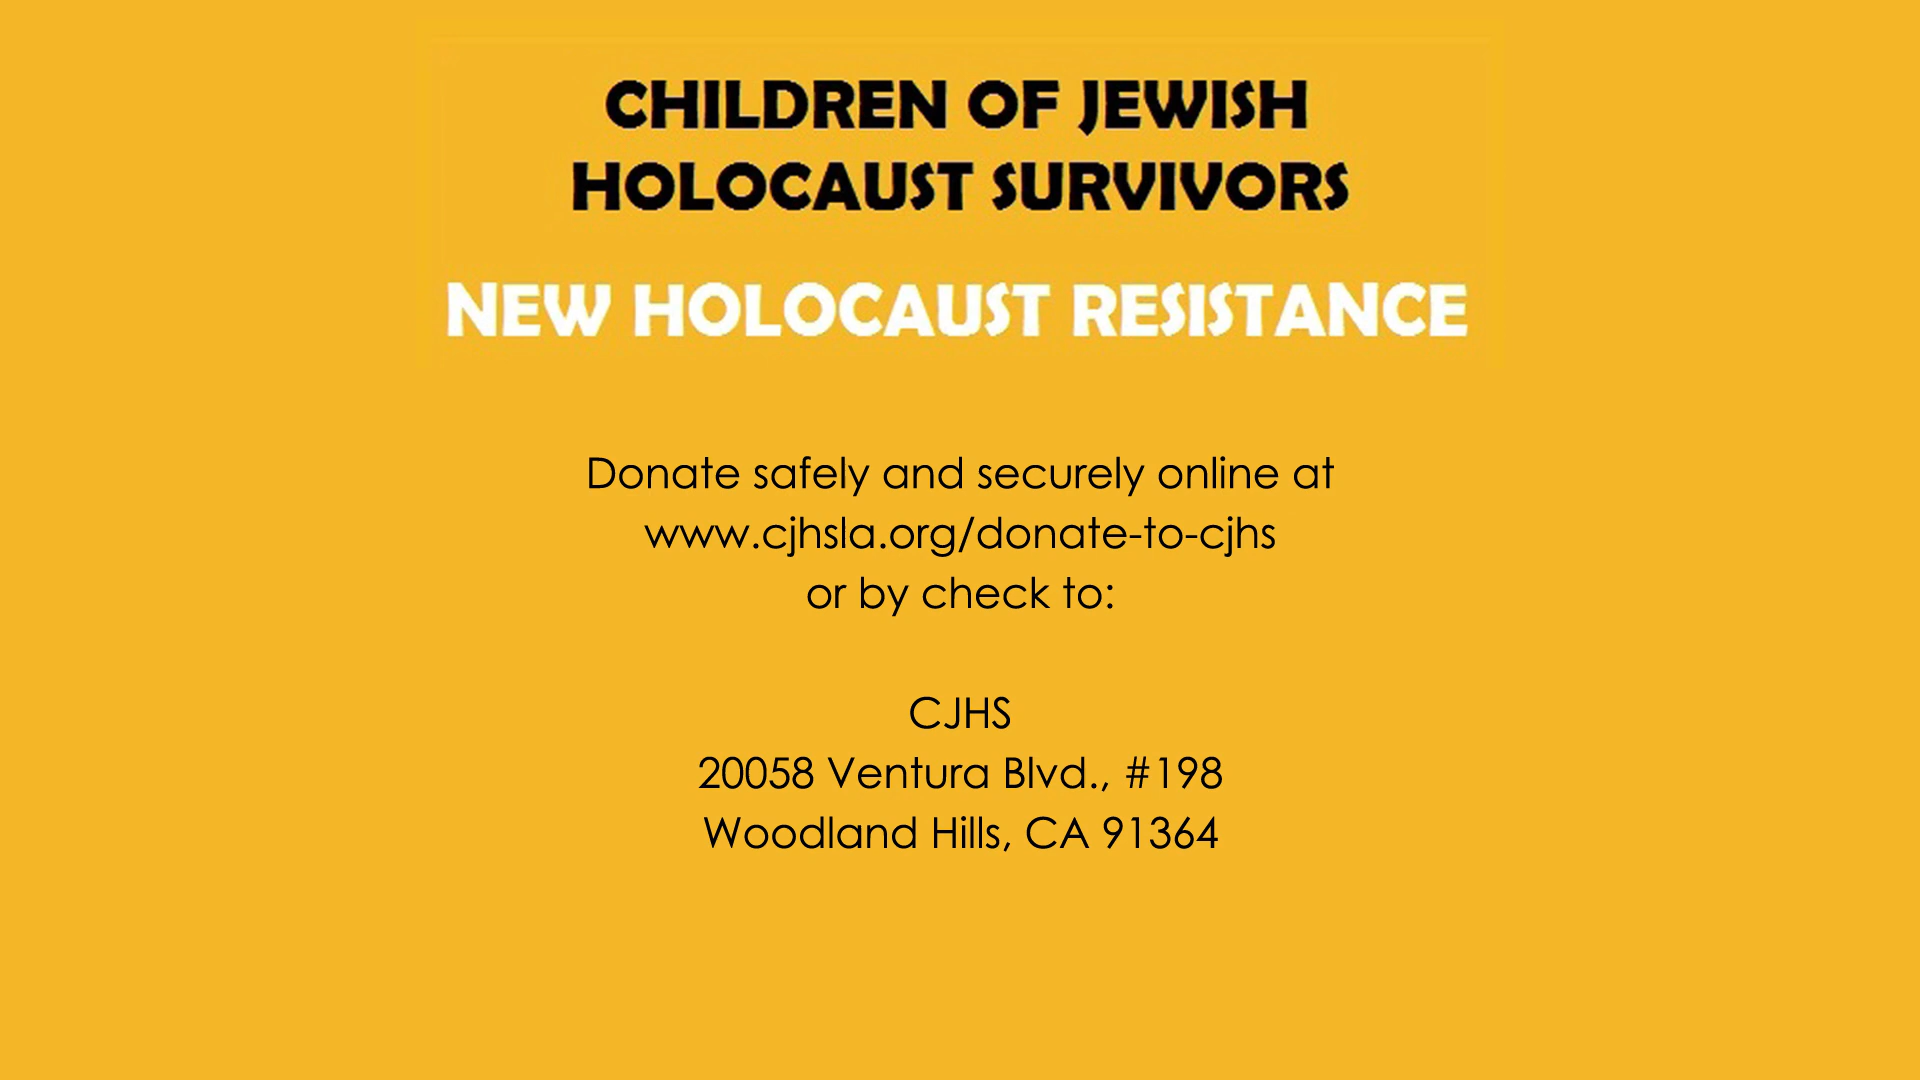 CHILDREN OF JEWISH
HOLOCAUST SURVIVORS
NEW HOLOCAUST RESISTANCE
Donate safely and securely online at
www.cjhsla.org/donate-to-cjhs
or by check to:
CJHS
20058 Ventura Blvd., #198
Woodland Hills, CA 91364